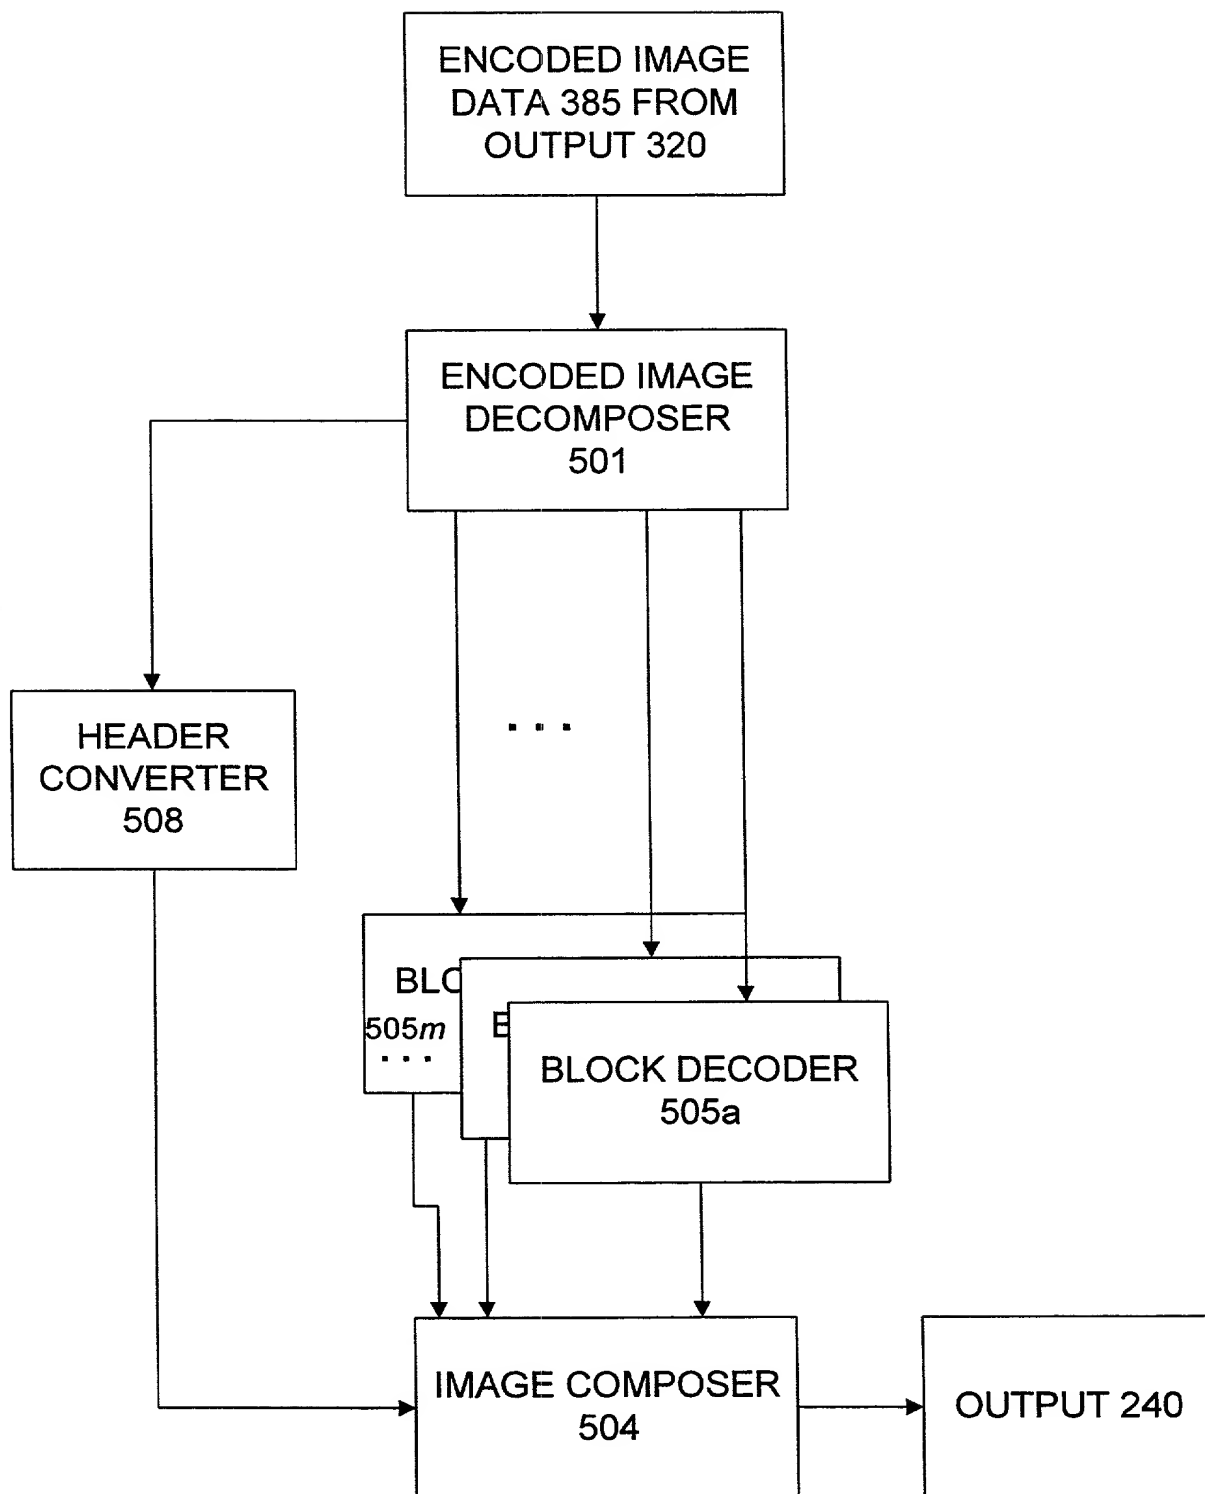 ENCODED IMAGE
DATA 385 FROM
OUTPUT 320
ENCODED IMAGE
DECOMPOSER
501
HEADER
CONVERTER
508
. . .
BLO
505m
. . .
BLOCK DECODER
505a
IMAGE COMPOSER
504
OUTPUT 240